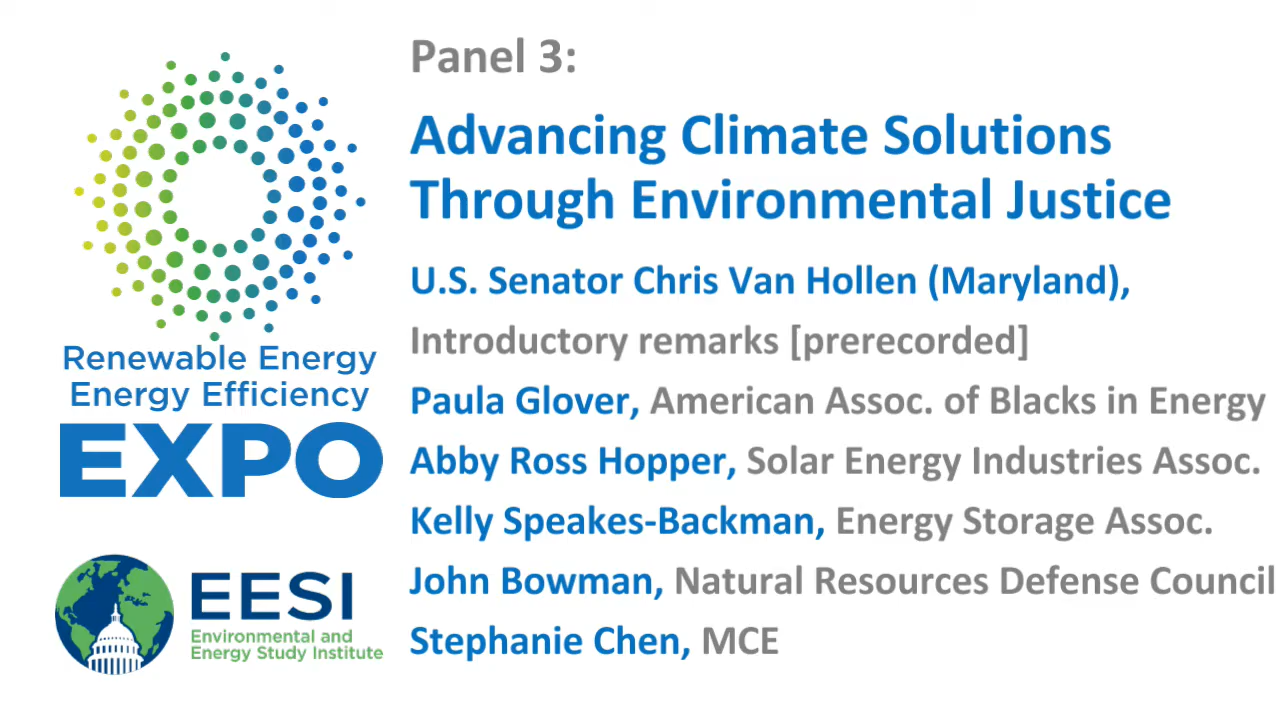 Panel 3:
Advancing Climate Solutions
Through Environmental Justice
U.S. Senator Chris Van Hollen (Maryland),
Introductory remarks [prerecorded]
Paula Glover, American Assoc. of Blacks in Energy
Abby Ross Hopper, Solar Energy Industries Assoc.
Kelly Speakes-Backman, Energy Storage Assoc.
John Bowman, Natural Resources Defense Council
Stephanie Chen, MCE
Renewable Energy
Energy Efficiency
EXPO
EESI
Environmental and
Energy Study Institute